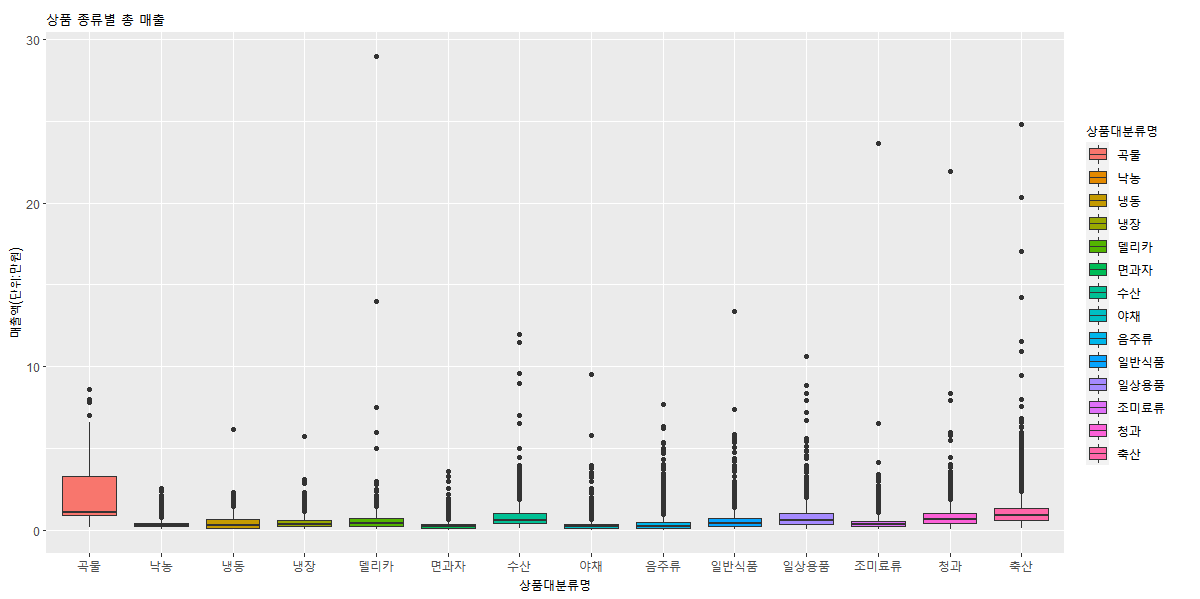 상품 종류별 총 매출
30
20
10
0
매출액(단위:만원)
곡물 낙농 냉동 냉장 델리카 면과자 수산 야채 음주류 일반식품 일상용품 조미료류 청과 축산
상품대분류명
상품대분류명
곡물
낙농
냉동
냉장
델리카
면과자
수산
야채
음주류
일반식품
일상용품
조미료류
청과
축산